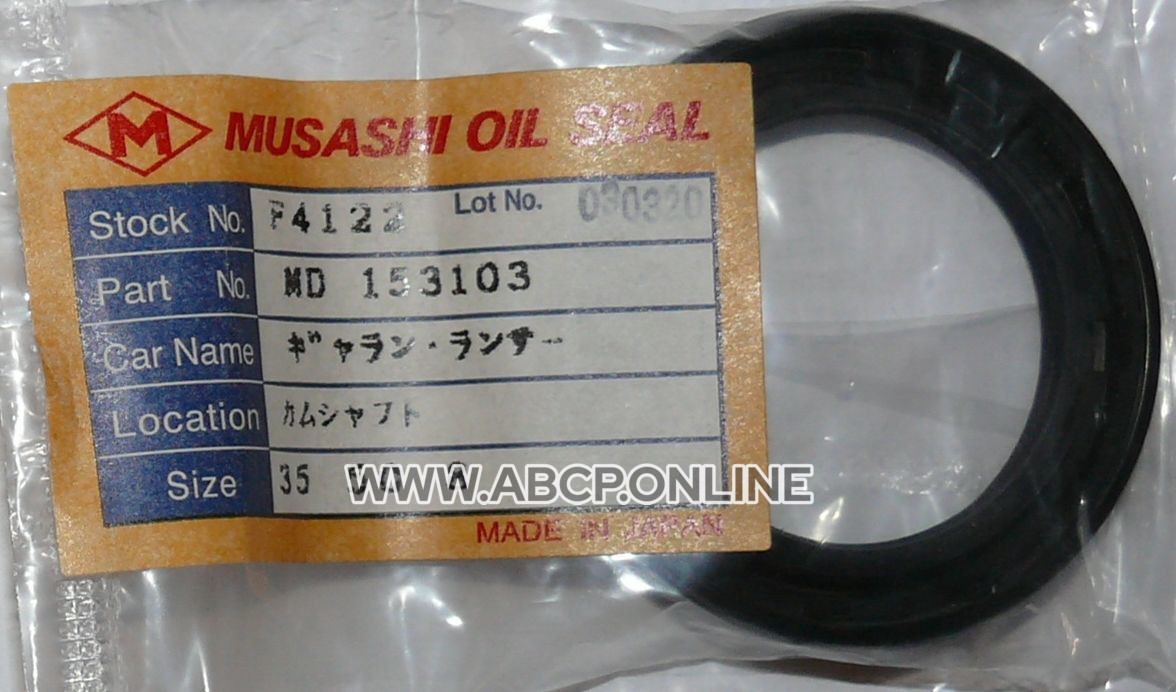 M MUSASHI OIL SEAL
Stock No. F4122 Lot No. 030320
Part No. MD 153103
Car Name ギャラン・ランサー
Location カムシャフト
Size 35
WWW.ABCP.ONLINE
MADE IN JAPAN